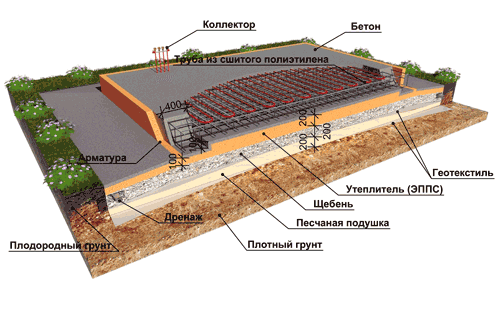 Коллектор
Бетон
Труба из сшитого полиэтилена
400
200
200
200
100
100
Арматура
Геотекстиль
Утеплитель (ЭППС)
Щебень
Дренаж
Песчаная подушка
Плодородный грунт
Плотный грунт